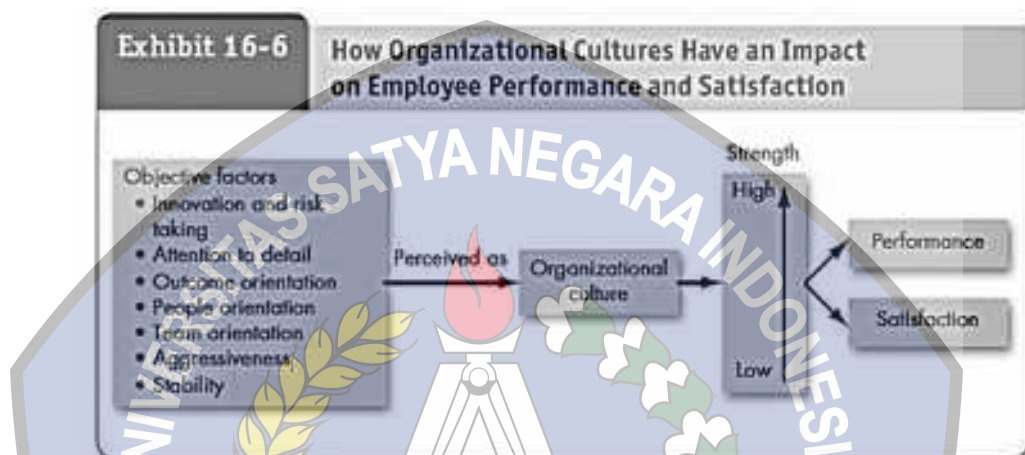 Exhibit 16-6
How Organizational Cultures Have an Impact
on Employee Performance and Satisfaction
Objective factors
• Innovation and risk
taking
• Attention to detail
• Outcome orientation
• People orientation
• Team orientation
• Aggressiveness
• Stability
Perceived as
Organizational
culture
Strength
High
Low
Performance
Satisfaction
UNIVERSITAS SATYA NEGARA INDONESI